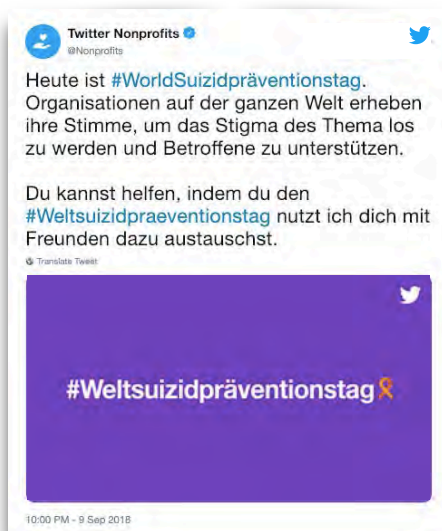 Twitter Nonprofits
@Nonprofits
Heute ist #WorldSuizidpräventionstag.
Organisationen auf der ganzen Welt erheben
ihre Stimme, um das Stigma des Thema los
zu werden und Betroffene zu unterstützen.
Du kannst helfen, indem du den
#Weltsuizidpraeventionstag nutzt ich dich mit
Freunden dazu austauschst.
Translate Tweet
#Weltsuizidpräventionstag
10:00 PM - 9 Sep 2018